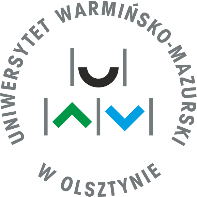 UNIWERSYTET WARMIŃSKO-MAZURSKI
W OLSZTYNIE